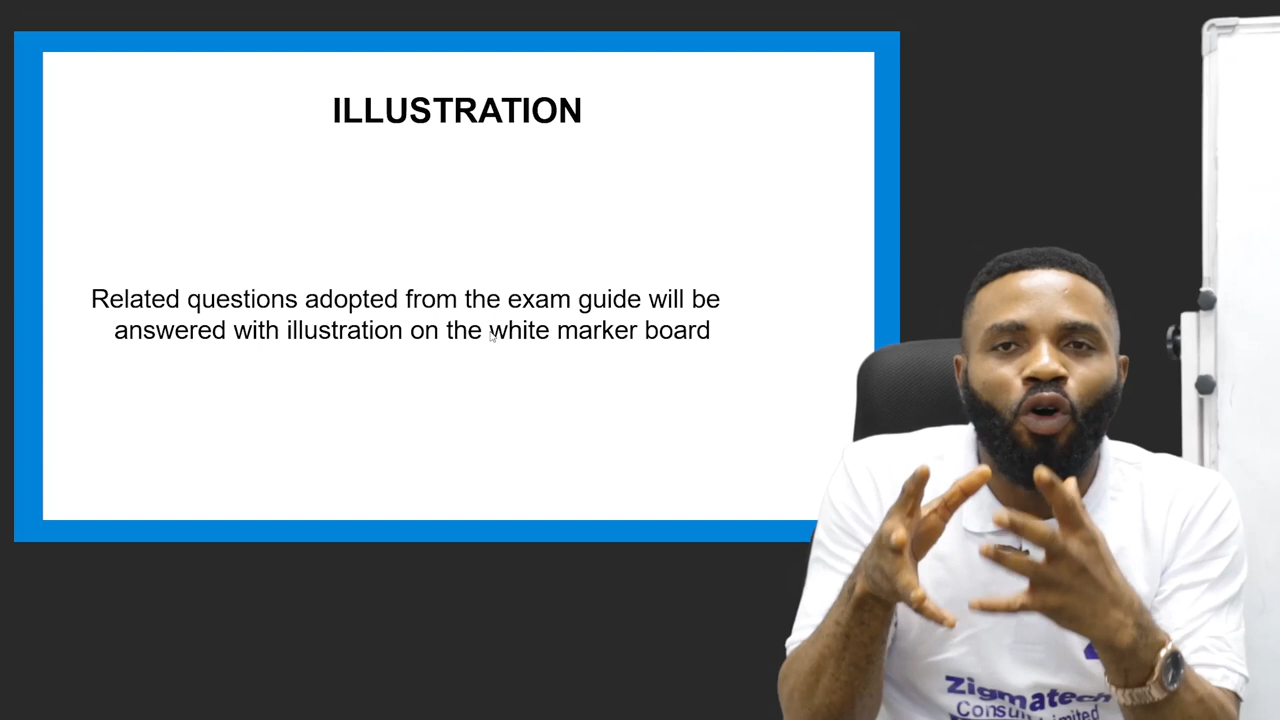 ILLUSTRATION
Related questions adopted from the exam guide will be
answered with illustration on the white marker board
Zigmatech
Limited